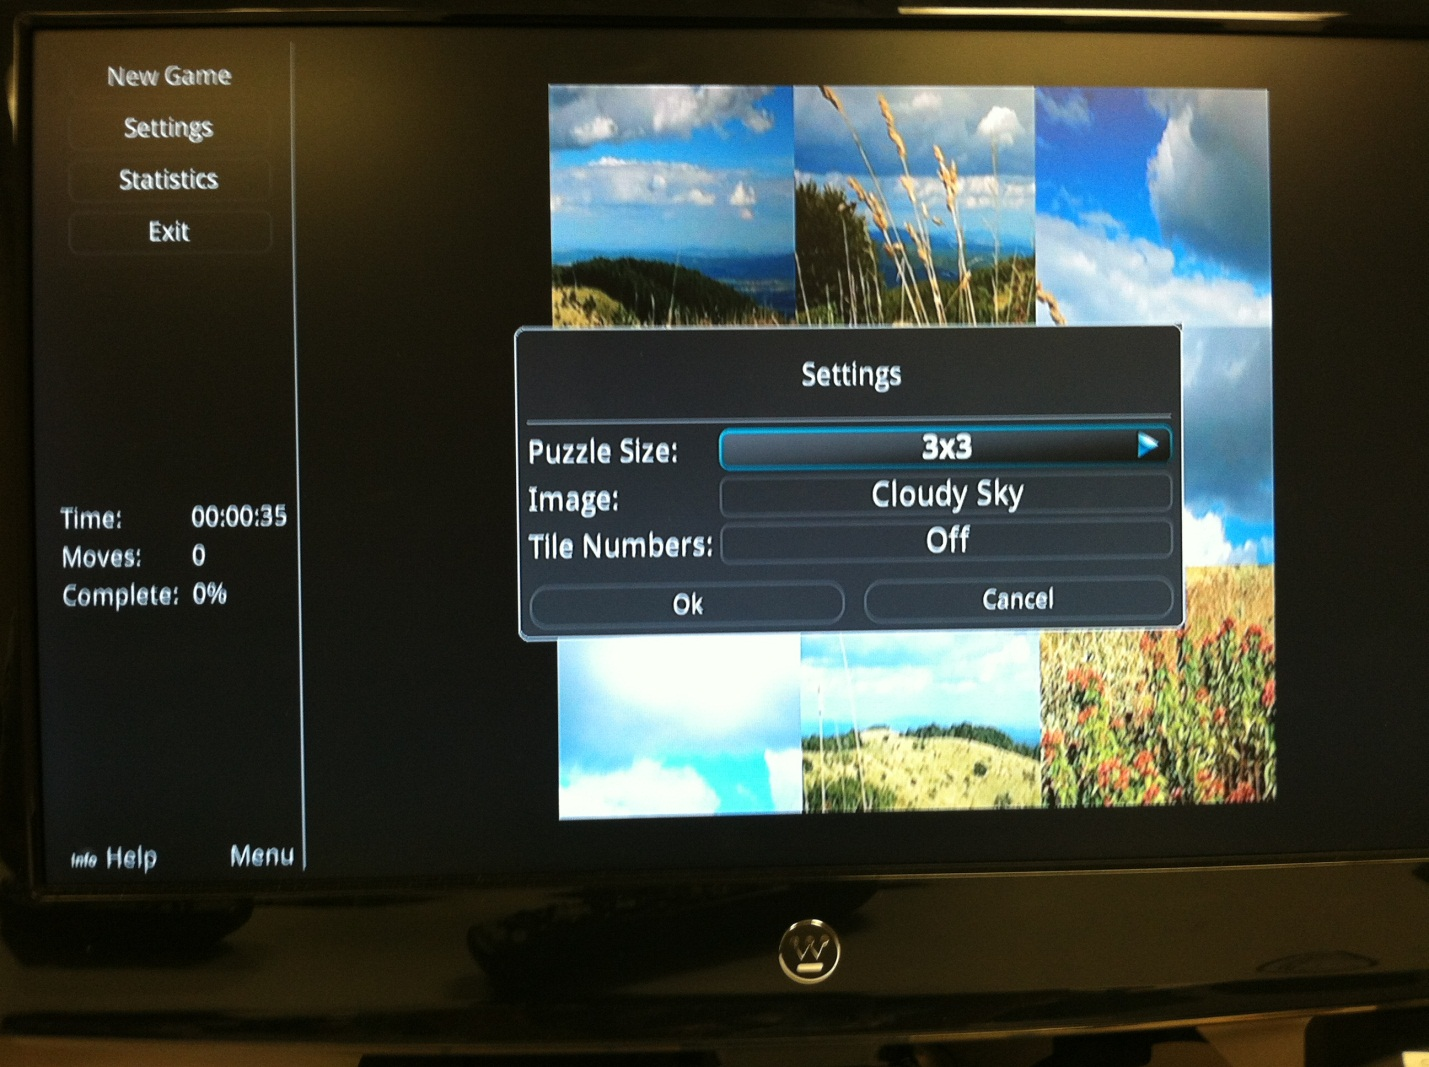 New Game
Settings
Statistics
Exit
Time: 00:00:35
Moves: 0
Complete: 0%
Info Help Menu
Settings
Puzzle Size: 3x3
Image: Cloudy Sky
Tile Numbers: Off
Ok Cancel
W